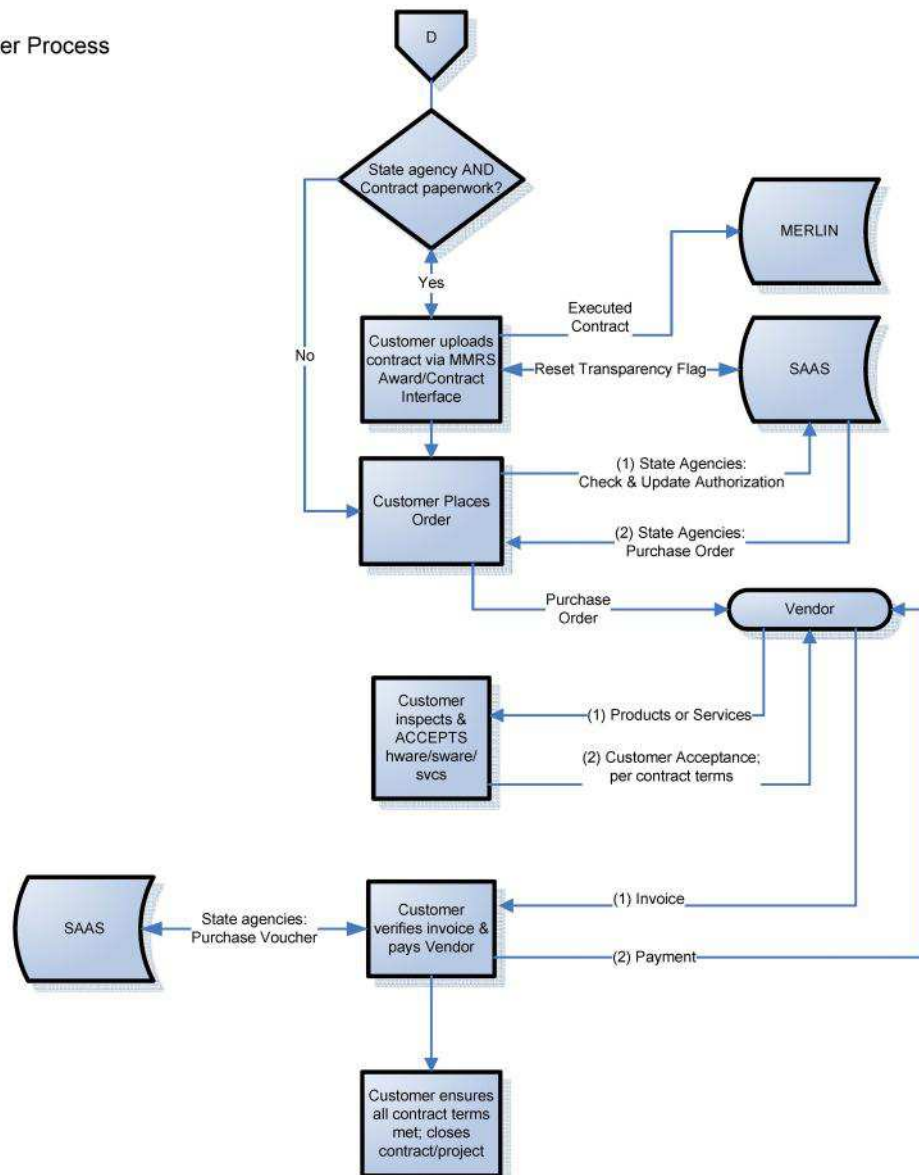 er Process
D
State agency AND
Contract paperwork?
Yes
No
MERLIN
Executed
Contract
Customer uploads
contract via MMRS
Award/Contract
Interface
Reset Transparency Flag
SAAS
(1) State Agencies:
Check & Update Authorization
Customer Places
Order
(2) State Agencies:
Purchase Order
Purchase
Order
Vendor
Customer
inspects &
ACCEPTS
hware/sware/
svcs
(1) Products or Services
(2) Customer Acceptance;
per contract terms
SAAS
State agencies:
Purchase Voucher
Customer
verifies invoice &
pays Vendor
(1) Invoice
(2) Payment
Customer ensures
all contract terms
met; closes
contract/project